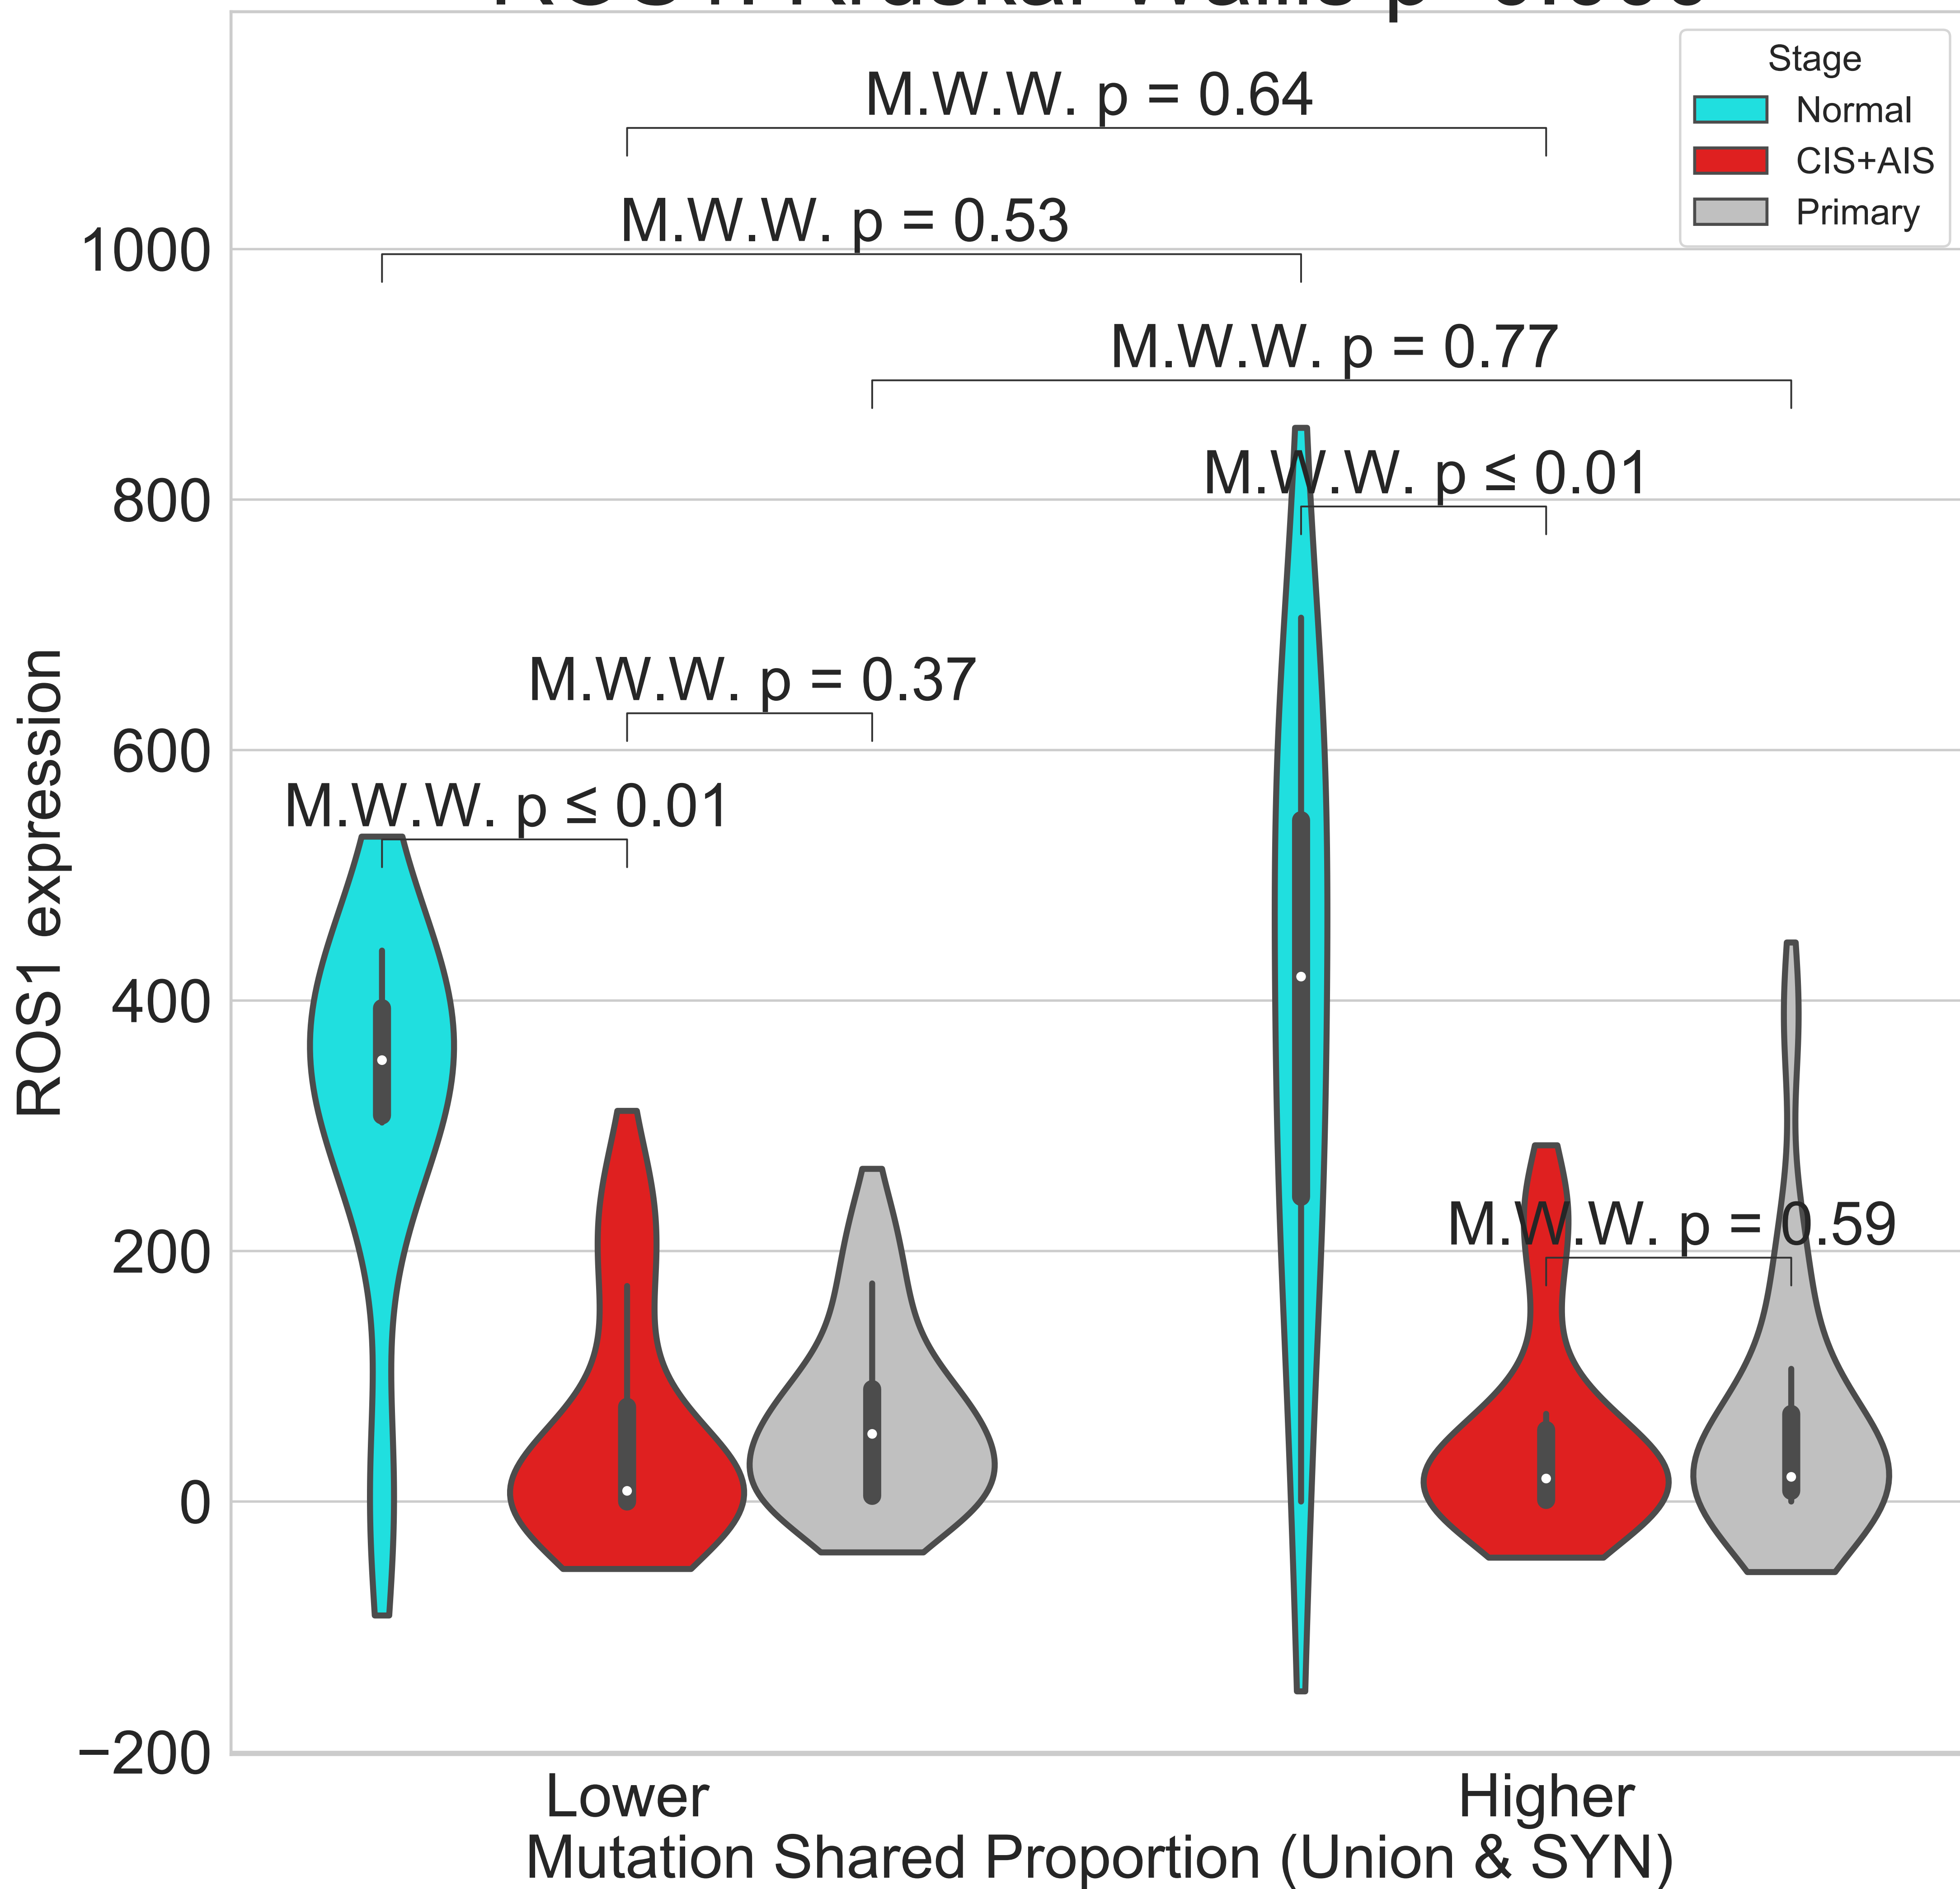 Stage
Normal
CIS+AIS
Primary
M.W.W. p = 0.64
M.W.W. p = 0.53
M.W.W. p = 0.77
M.W.W. p ≤ 0.01
M.W.W. p = 0.37
M.W.W. p ≤ 0.01
M.W.W. p = 0.59
1000
800
600
400
200
0
−200
ROS1 expression
Lower
Higher
Mutation Shared Proportion (Union & SYN)